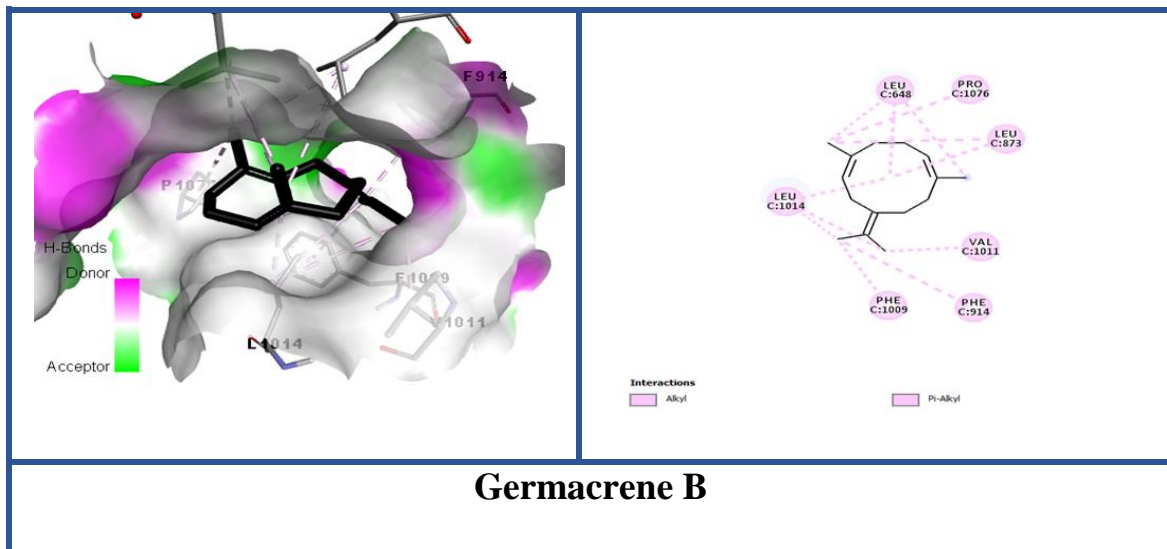 F914
H-Bonds
Donor
Acceptor
V1011
L1014
LEU
C:648
PRO
C:1076
LEU
C:873
LEU
C:1014
VAL
C:1011
PHE
C:1009
PHE
C:914
Interactions
Alkyl
Pi-Alkyl
Germacrene B